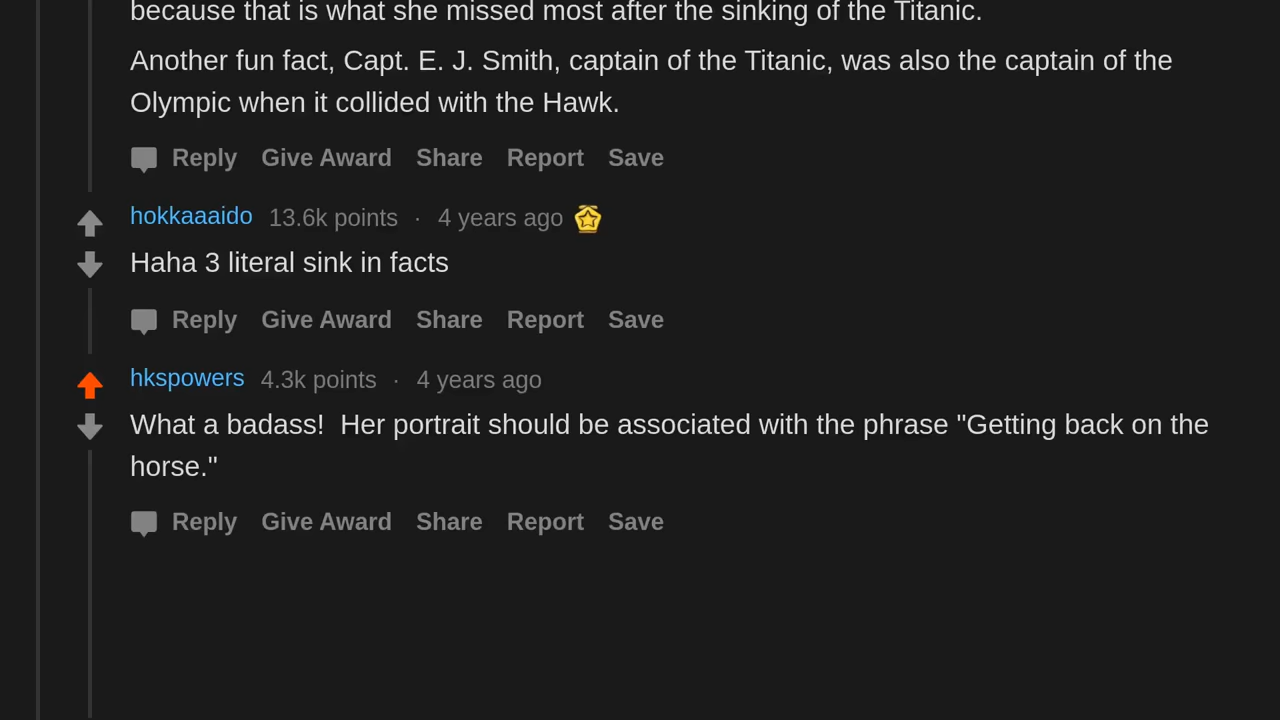 because that is what she missed most after the sinking of the Titanic.
Another fun fact, Capt. E. J. Smith, captain of the Titanic, was also the captain of the
Olympic when it collided with the Hawk.
Reply Give Award Share Report Save
hokkaaaido 13.6k points · 4 years ago
Haha 3 literal sink in facts
Reply Give Award Share Report Save
hkspowers 4.3k points · 4 years ago
What a badass!  Her portrait should be associated with the phrase "Getting back on the
horse."
Reply Give Award Share Report Save